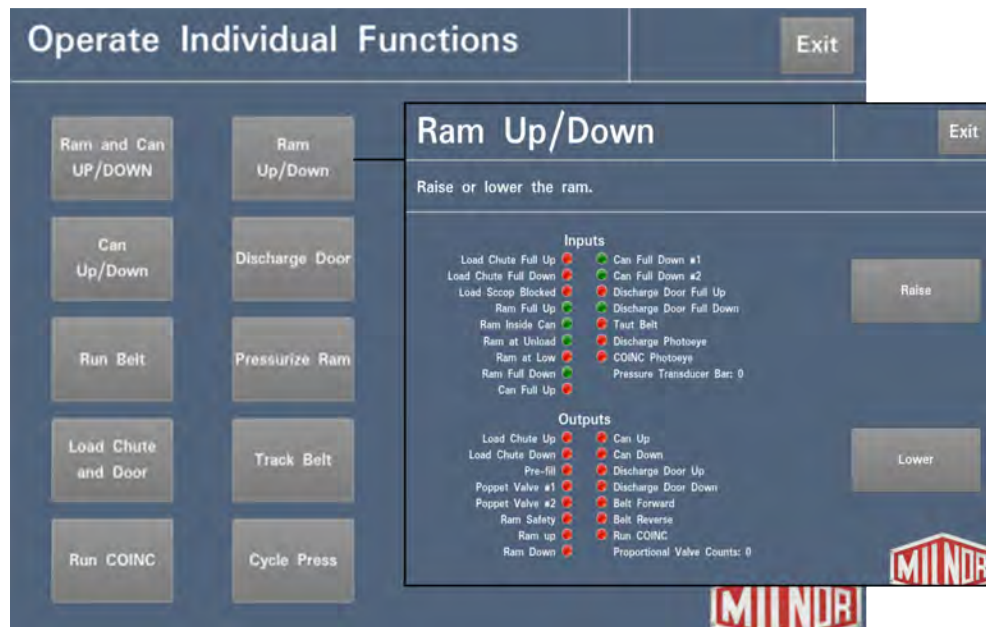 Operate Individual Functions
Exit
Ram and Can
UP/DOWN
Ram
Up/Down
Can
Up/Down
Discharge Door
Run Belt
Pressurize Ram
Load Chute
and Door
Track Belt
Run COINC
Cycle Press
MILNOR
Ram Up/Down
Exit
Raise or lower the ram.
Inputs
Load Chute Full Up
Load Chute Full Down
Load Sccop Blocked
Ram Full Up
Ram Inside Can
Ram at Unload
Ram at Low
Ram Full Down
Can Full Up
Can Full Down #1
Can Full Down #2
Discharge Door Full Up
Discharge Door Full Down
Taut Belt
Discharge Photoeye
COINC Photoeye
Pressure Transducer Bar: 0
Outputs
Load Chute Up
Load Chute Down
Pre-fill
Poppet Valve #1
Poppet Valve #2
Ram Safety
Ram up
Ram Down
Can Up
Can Down
Discharge Door Up
Discharge Door Down
Belt Forward
Belt Reverse
Run COINC
Proportional Valve Counts: 0
Raise
Lower
MILNOR